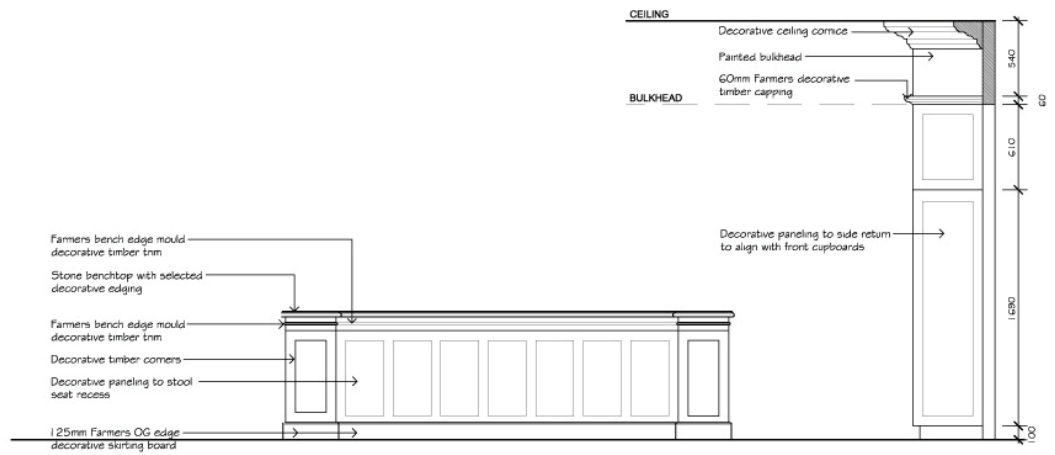 CEILING
Decorative ceiling cornice
Painted bulkhead
60mm Farmers decorative
timber capping
BULKHEAD
540
60
610
Farmers bench edge mould
decorative timber trim
Decorative paneling to side return
to align with front cupboards
Stone benchtop with selected
decorative edging
1690
Farmers bench edge mould
decorative timber trim
Decorative timber corners
Decorative paneling to stool
seat recess
125mm Farmers OG edge
decorative skirting board
100